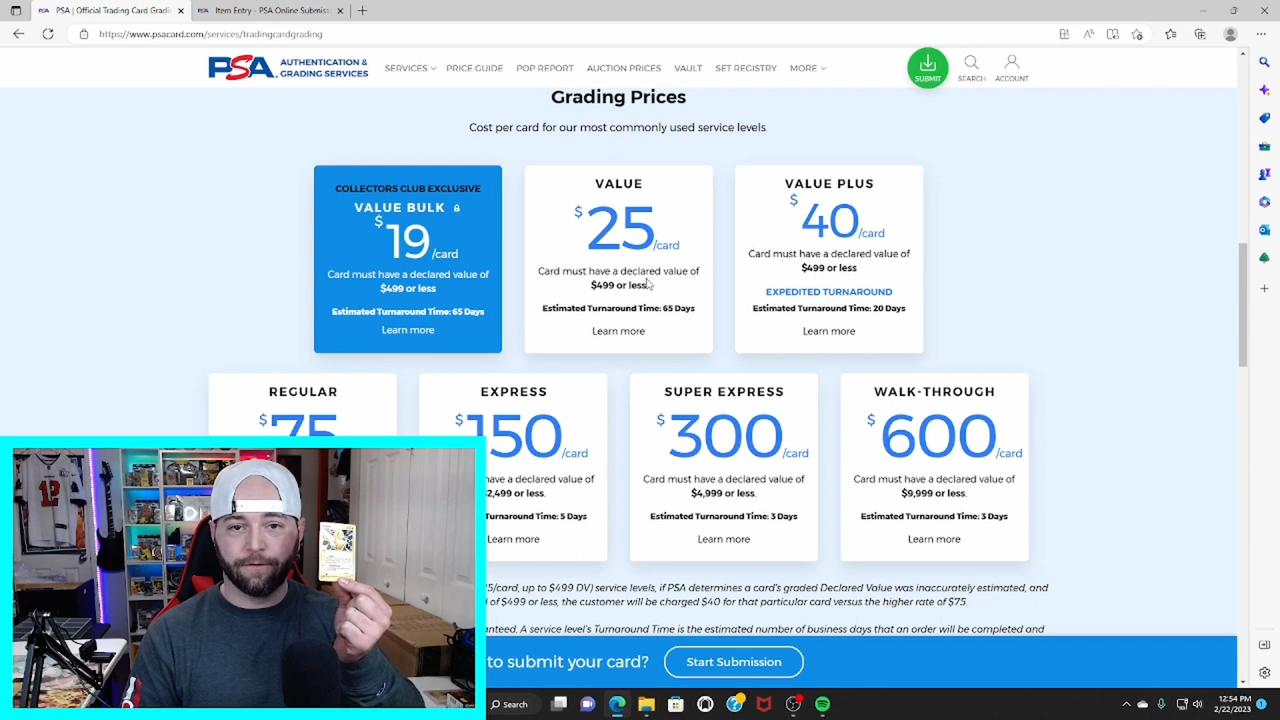 PSA | Official Trading Card Grad
Item Entry - PSA Online Submiss
https://www.psacard.com/services/tradingcardgrading
PSA AUTHENTICATION & GRADING SERVICES
SERVICES
PRICE GUIDE
POP REPORT
AUCTION PRICES
VAULT
SET REGISTRY
MORE
SUBMIT
SEARCH
ACCOUNT
Grading Prices
Cost per card for our most commonly used service levels.
COLLECTORS CLUB EXCLUSIVE
VALUE BULK
$19/card
Card must have a declared value of
$499 or less
Estimated Turnaround Time: 65 Days
Learn more
VALUE
$25/card
Card must have a declared value of
$499 or less.
Estimated Turnaround Time: 65 Days
Learn more
VALUE PLUS
$40/card
Card must have a declared value of
$499 or less
EXPEDITED TURNAROUND
Estimated Turnaround Time: 20 Days
Learn more
REGULAR
$75
EXPRESS
$150/card
ave a declared value of
2,499 or less.
Turnaround Time: 5 Days
Learn more
SUPER EXPRESS
$300/card
Card must have a declared value of
$4,999 or less.
Estimated Turnaround Time: 3 Days
Learn more
WALK-THROUGH
$600/card
Card must have a declared value of
$9,999 or less.
Estimated Turnaround Time: 3 Days
Learn more
/card, up to $499 DV) service levels, if PSA determines a card's graded Declared Value was inaccurately estimated, and
d of $499 or less, the customer will be charged $40 for that particular card versus the higher rate of $75.
anteed. A service level's Turnaround Time is the estimated number of business days that an order will be completed and
to submit your card?
Start Submission
12
Search
12:54 PM
2/22/2023